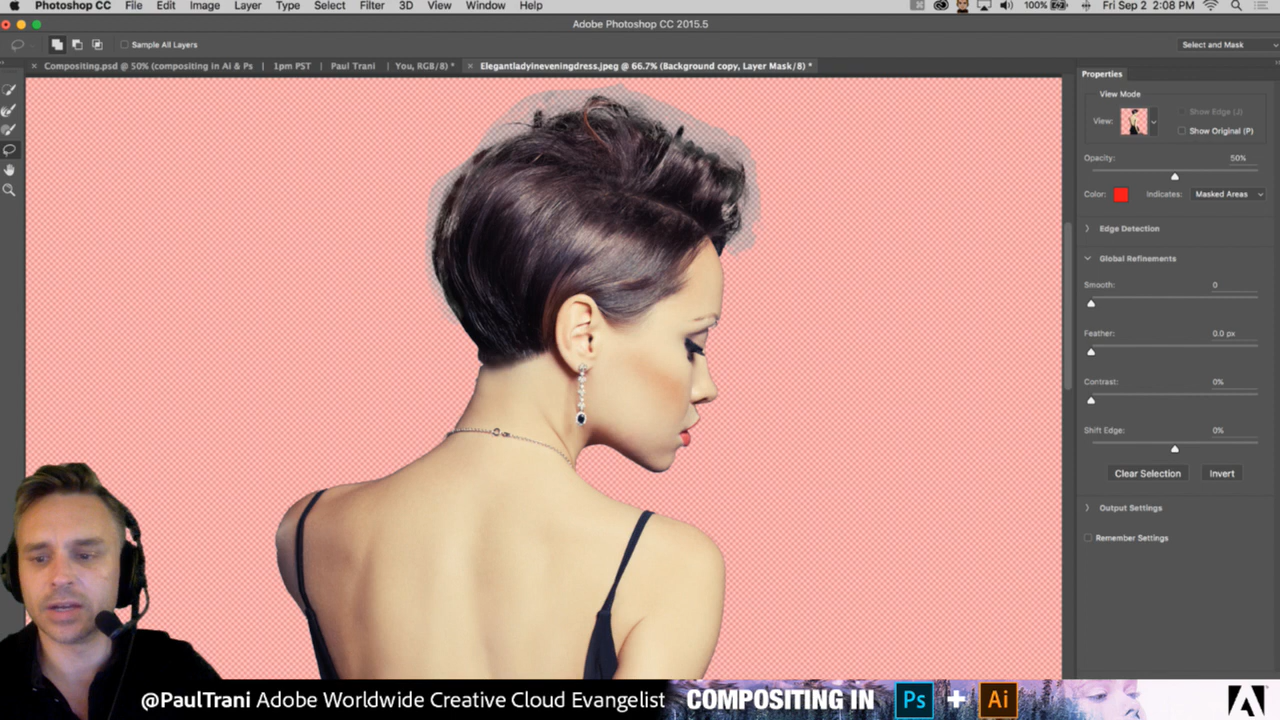 Photoshop CC File Edit Image Layer Type Select Filter 3D View Window Help 100% Fri Sep 2 2:08 PM
Adobe Photoshop CC 2015.5
Sample All Layers
Select and Mask
× Compositing.psd @ 50% (compositing in Ai & Ps | 1pm PST | Paul Trani | You, RGB/8) * × Elegantladyineveningdress.jpeg @ 66.7% (Background copy, Layer Mask/8) *
Properties
View Mode
View:
Show Edge (J)
Show Original (P)
Opacity: 50%
Color: Indicates: Masked Areas
Edge Detection
Global Refinements
Smooth: 0
Feather: 0.0 px
Contrast: 0%
Shift Edge: 0%
Clear Selection Invert
Output Settings
Remember Settings
@PaulTrani Adobe Worldwide Creative Cloud Evangelist COMPOSITING IN Ps + Ai